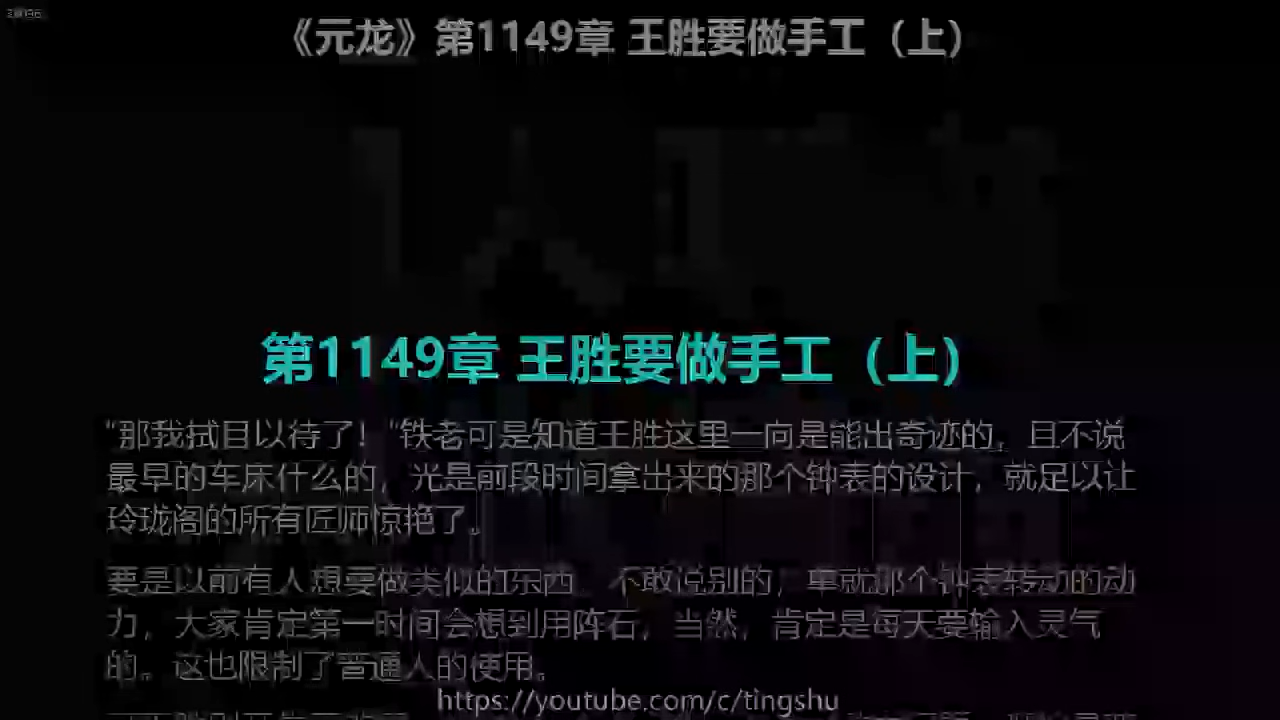 《元龙》第1149章 王胜要做手工（上）
第1149章 王胜要做手工（上）
"那我拭目以待了！"铁老可是知道王胜这里一向是能出奇迹的，且不说
最早的车床什么的，光是前段时间拿出来的那个钟表的设计，就足以让
玲珑阁的所有匠师惊艳了。
要是以前有人想要做类似的东西，不敢说别的，单就那个钟表转动的动
力，大家肯定第一时间会想到用阵石，当然，肯定是每天要输入灵气
的。这也限制了普通人的使用。
https://youtube.com/c/tingshu